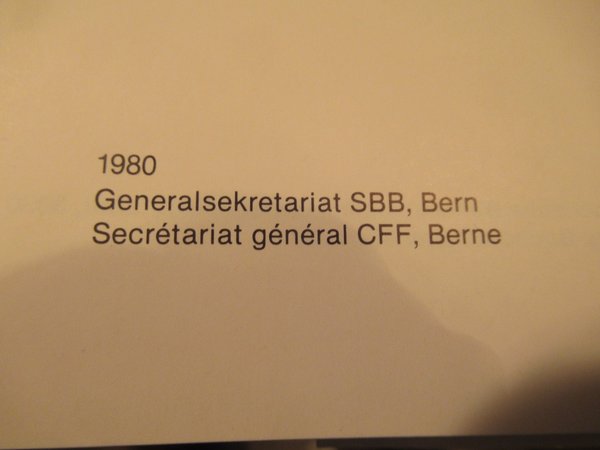 1980
Generalsekretariat SBB, Bern
Secrétariat général CFF, Berne